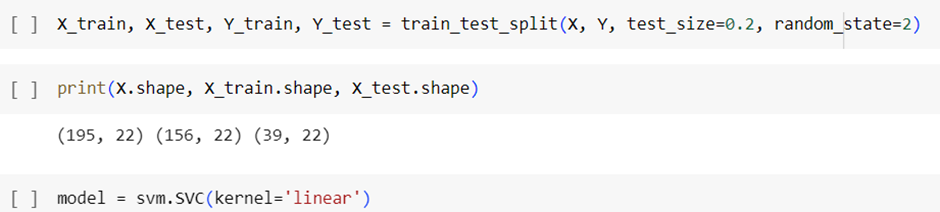 [ ] X_train, X_test, Y_train, Y_test = train_test_split(X, Y, test_size=0.2, random_state=2)
[ ] print(X.shape, X_train.shape, X_test.shape)
(195, 22) (156, 22) (39, 22)
[ ] model = svm.SVC(kernel='linear')